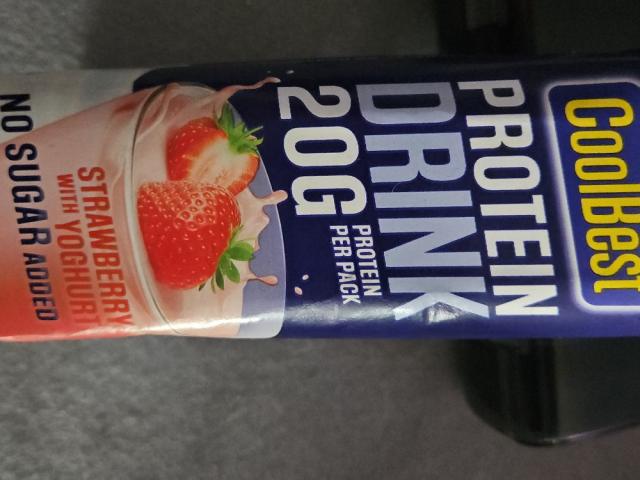 CoolBest
PROTEIN
DRINK
20G
PROTEIN
PER PACK
STRAWBERRY
WITH YOGHURT
NO SUGAR ADDED